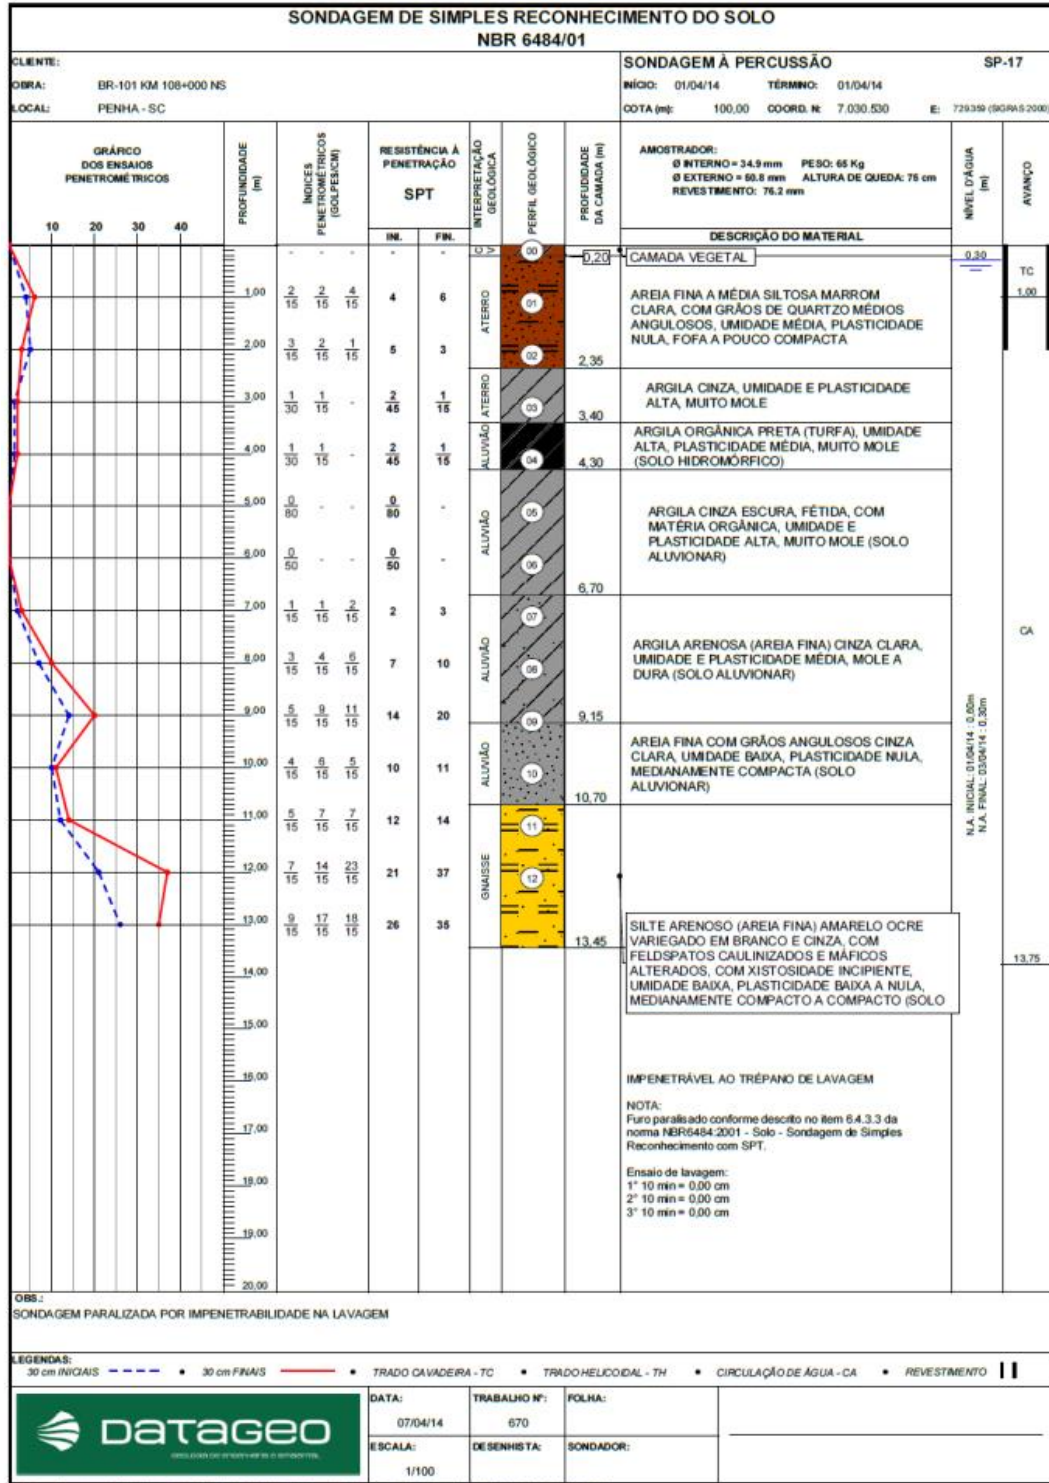 SONDAGEM DE SIMPLES RECONHECIMENTO DO SOLO
NBR 6484/01
CLIENTE:
OBRA: BR-101 KM 108+000 NS
LOCAL: PENHA - SC
SONDAGEM À PERCUSSÃO SP-17
INÍCIO: 01/04/14 TÉRMINO: 01/04/14
COTA (m): 100,00 COORD. N: 7.030.530 E: 729.359 (SIGRAS-2000)
GRÁFICO
DOS ENSAIOS
PENETROMÉTRICOS
10 20 30 40
PROFUNDIDADE
(m)
ÍNDICES
PENETROMÉTRICOS
(GOLPES/CM)
RESISTÊNCIA À
PENETRAÇÃO
SPT
INI. FIN.
INTERPRETAÇÃO
GEOLÓGICA
PERFIL GEOLÓGICO
PROFUDIDADE
DA CAMADA (m)
AMOSTRADOR:
Ø INTERNO = 34.9 mm PESO: 65 Kg
Ø EXTERNO = 50.8 mm ALTURA DE QUEDA: 75 cm
REVESTIMENTO: 76.2 mm
DESCRIÇÃO DO MATERIAL
NÍVEL D'ÁGUA
(m)
AVANÇO
- - - - - C V 00 0,20 CAMADA VEGETAL 0,30 TC
1,00 2/15 2/15 4/15 4 6 ATERRO 01 1,00
AREIA FINA A MÉDIA SILTOSA MARROM
CLARA, COM GRÃOS DE QUARTZO MÉDIOS
ANGULOSOS, UMIDADE MÉDIA, PLASTICIDADE
NULA, FOFA A POUCO COMPACTA
2,00 3/15 2/15 1/15 5 3 02 2,35
3,00 1/30 1/15 - 2/45 1/15 ATERRO 03 3,40
ARGILA CINZA, UMIDADE E PLASTICIDADE
ALTA, MUITO MOLE
4,00 1/30 1/15 - 2/45 1/15 ALUVIÃO 04 4,30
ARGILA ORGÂNICA PRETA (TURFA), UMIDADE
ALTA, PLASTICIDADE MÉDIA, MUITO MOLE
(SOLO HIDROMÓRFICO)
5,00 0/80 - - 0/80 - ALUVIÃO 05
ARGILA CINZA ESCURA, FÉTIDA, COM
MATÉRIA ORGÂNICA, UMIDADE E
PLASTICIDADE ALTA, MUITO MOLE (SOLO
ALUVIONAR)
6,00 0/50 - - 0/50 - 06 6,70
7,00 1/15 1/15 2/15 2 3 07 CA
8,00 3/15 4/15 6/15 7 10 ALUVIÃO 08
ARGILA ARENOSA (AREIA FINA) CINZA CLARA,
UMIDADE E PLASTICIDADE MÉDIA, MOLE A
DURA (SOLO ALUVIONAR)
9,00 5/15 9/15 11/15 14 20 09 9,15
10,00 4/15 6/15 5/15 10 11 ALUVIÃO 10 10,70
AREIA FINA COM GRÃOS ANGULOSOS CINZA
CLARA, UMIDADE BAIXA, PLASTICIDADE NULA,
MEDIANAMENTE COMPACTA (SOLO
ALUVIONAR)
N.A. INICIAL: 01/04/14 : 0,60m
N.A. FINAL: 03/04/14 : 0,30m
11,00 5/15 7/15 7/15 12 14 11
12,00 7/15 14/15 23/15 21 37 GNAISSE 12
13,00 9/15 17/15 18/15 26 35 13,45
SILTE ARENOSO (AREIA FINA) AMARELO OCRE
VARIEGADO EM BRANCO E CINZA, COM
FELDSPATOS CAULINIZADOS E MÁFICOS
ALTERADOS, COM XISTOSIDADE INCIPIENTE,
UMIDADE BAIXA, PLASTICIDADE BAIXA A NULA,
MEDIANAMENTE COMPACTO A COMPACTO (SOLO
13,75
14,00
15,00
16,00
17,00
18,00
19,00
20,00
IMPENETRÁVEL AO TRÉPANO DE LAVAGEM
NOTA:
Furo paralisado conforme descrito no item 6.4.3.3 da
norma NBR6484:2001 - Solo - Sondagem de Simples
Reconhecimento com SPT.
Ensaio de lavagem:
1° 10 min = 0,00 cm
2° 10 min = 0,00 cm
3° 10 min = 0,00 cm
OBS.:
SONDAGEM PARALIZADA POR IMPENETRABILIDADE NA LAVAGEM
LEGENDAS:
30 cm INICIAIS • 30 cm FINAIS • TRADO CAVADEIRA - TC • TRADO HELICOIDAL - TH • CIRCULAÇÃO DE ÁGUA - CA • REVESTIMENTO
DATAGEO
DATA: 07/04/14
TRABALHO Nº: 670
FOLHA:
ESCALA: 1/100
DESENHISTA:
SONDADOR: